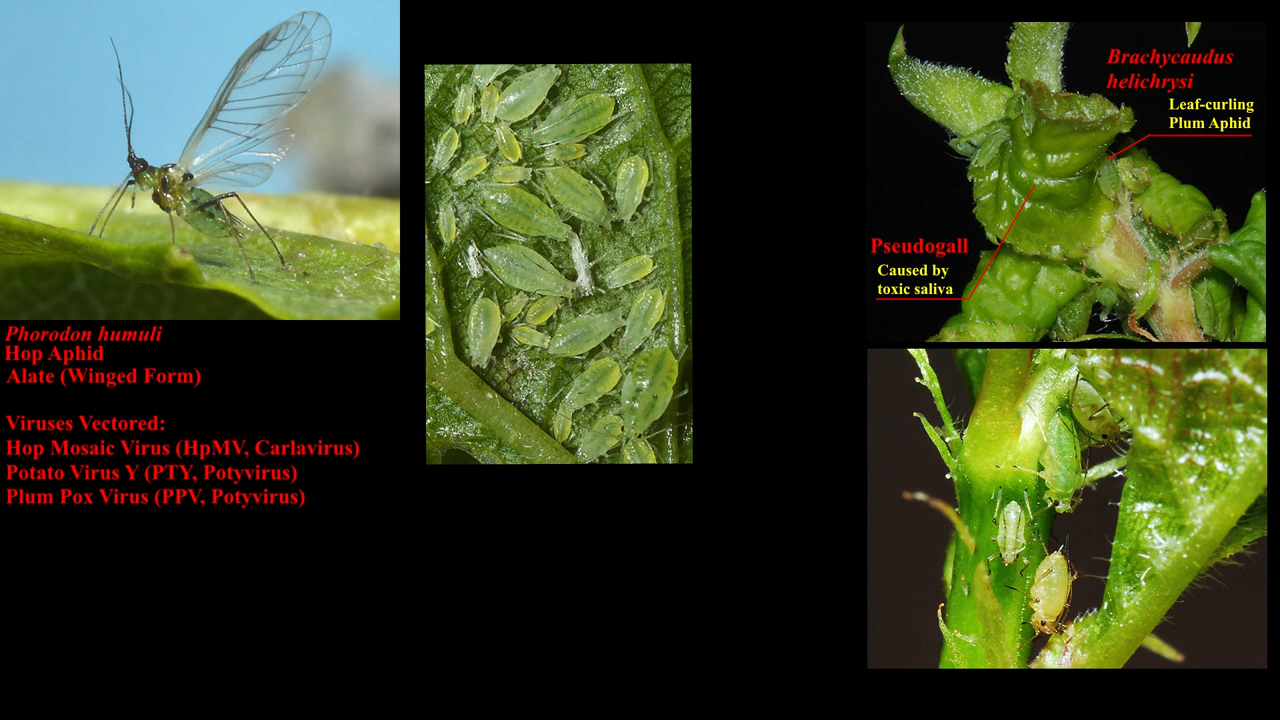 Phorodon humuli
Hop Aphid
Alate (Winged Form)
Viruses Vectored:
Hop Mosaic Virus (HpMV, Carlavirus)
Potato Virus Y (PTY, Potyvirus)
Plum Pox Virus (PPV, Potyvirus)
Brachycaudus
helichrysi
Leaf-curling
Plum Aphid
Pseudogall
Caused by
toxic saliva